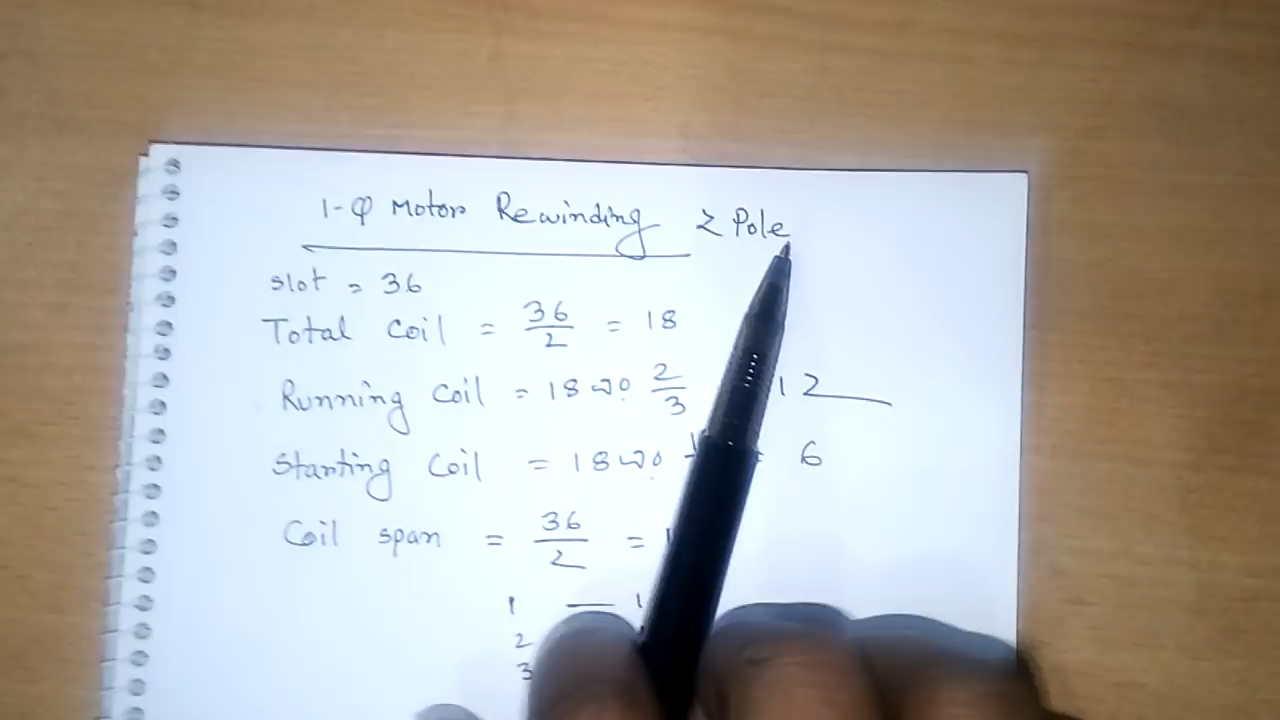 1-φ Motor Rewinding 2 Pole
Slot = 36
Total Coil = 36/2 = 18
Running Coil = 18 का 2/3 12
Starting Coil = 18 का = 6
Coil span = 36/2 =
1 —
2
3